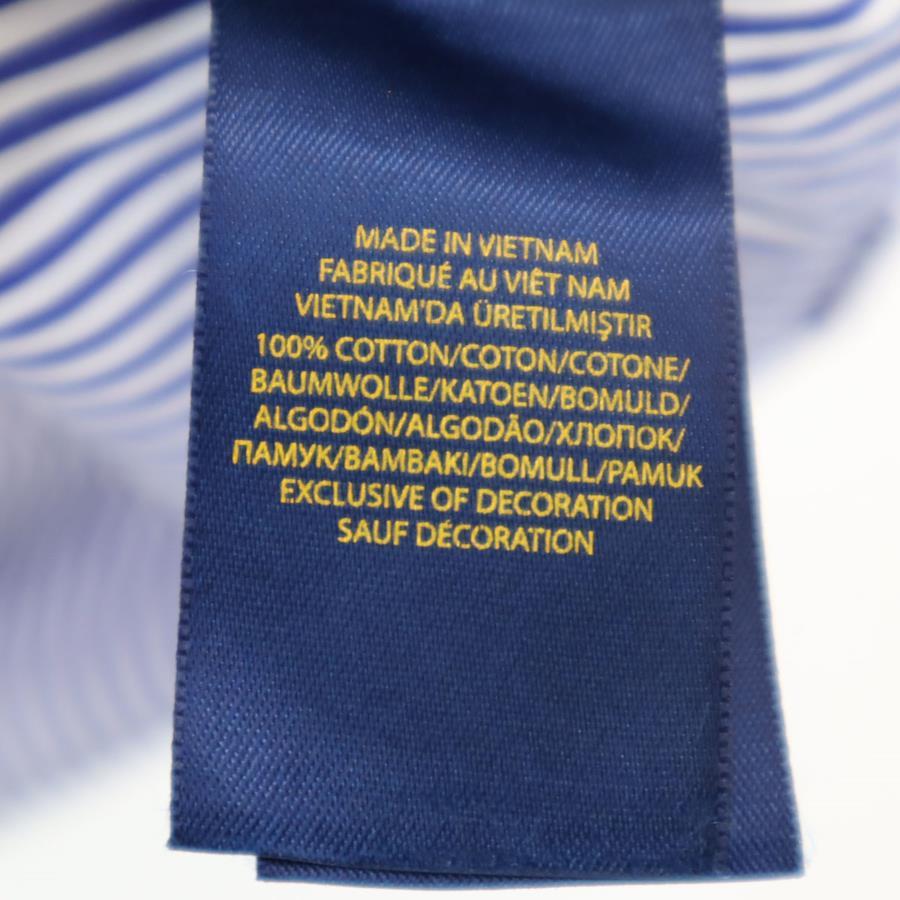 MADE IN VIETNAM
FABRIQUÉ AU VIÊT NAM
VIETNAM'DA ÜRETILMIŞTIR
100% COTTON/COTON/COTONE/
BAUMWOLLE/KATOEN/BOMULD/
ALGODÓN/ALGODÃO/ХЛОПОК/
ПАМУК/BAMBAKI/BOMULL/PAMUK
EXCLUSIVE OF DECORATION
SAUF DÉCORATION